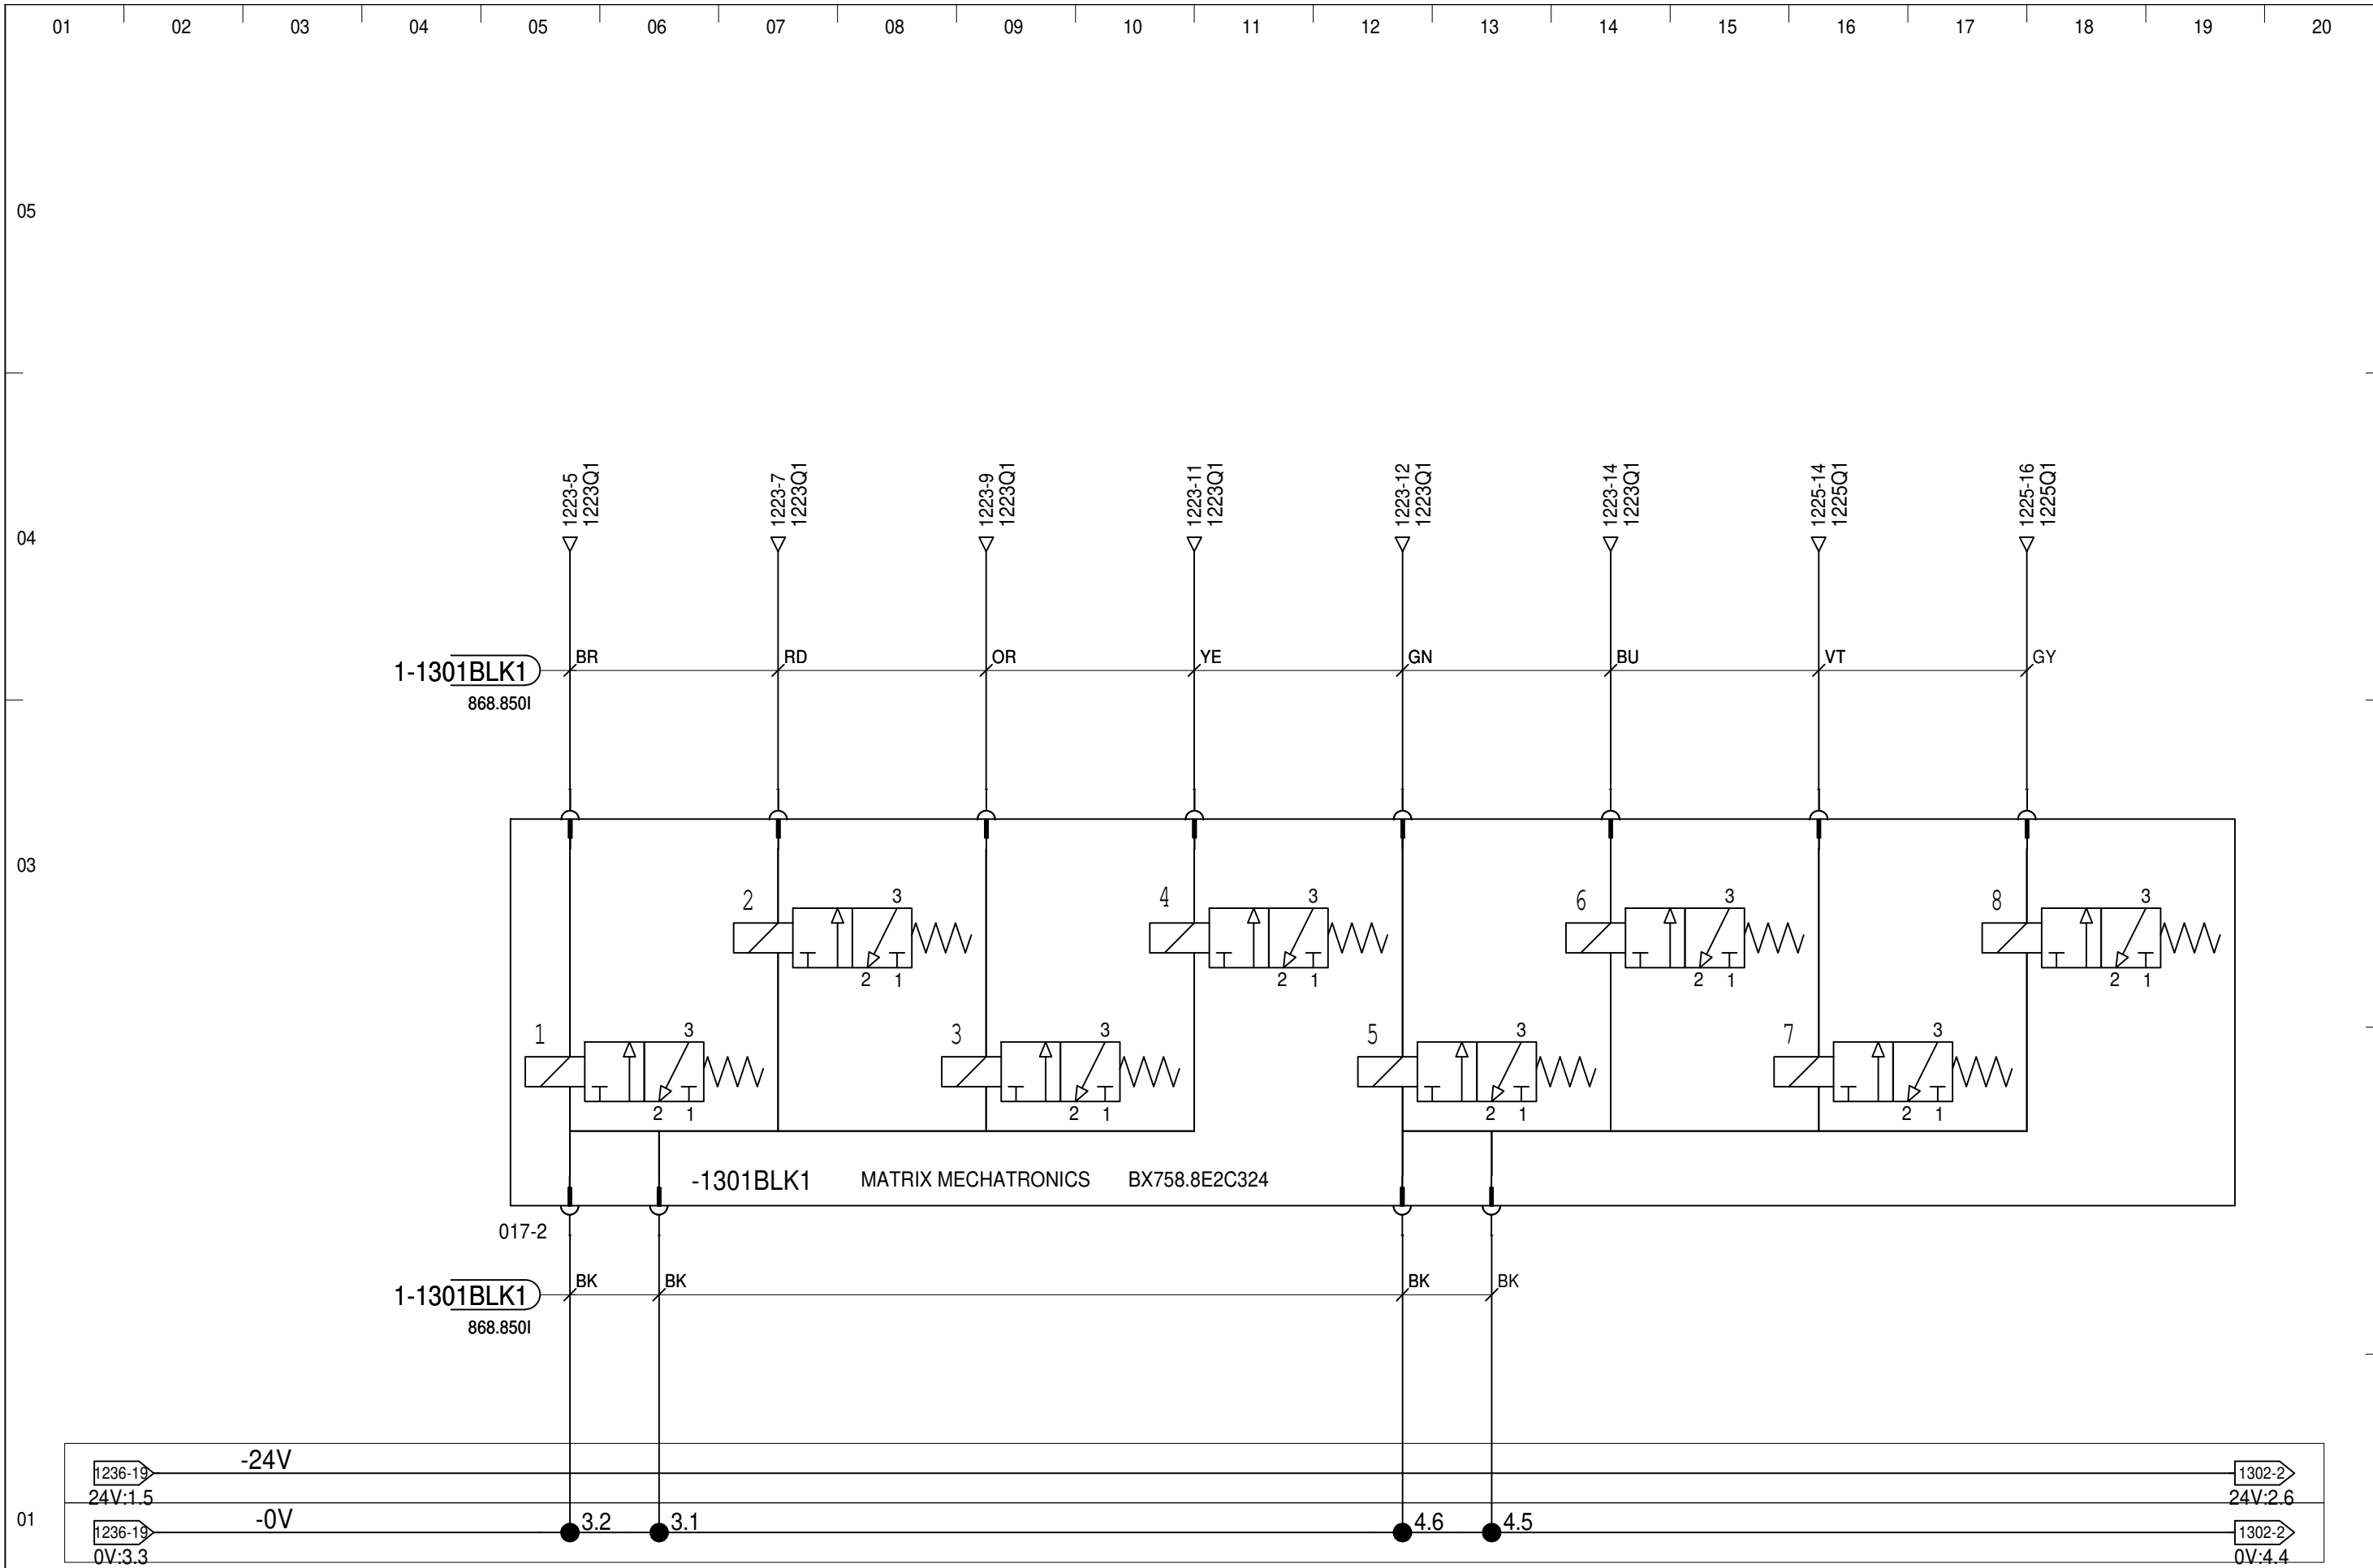 01 02 03 04 05 06 07 08 09 10 11 12 13 14 15 16 17 18 19 20
05
04
1223-5 1223-7 1223-9 1223-11 1223-12 1223-14 1225-14 1225-16
1223Q1 1223Q1 1223Q1 1223Q1 1223Q1 1223Q1 1225Q1 1225Q1
1-1301BLK1 BR RD OR YE GN BU VT GY
868.850I
03
2 3 4 3 6 3 8 3
2 1 2 1 2 1 2 1
1 3 3 3 5 3 7 3
2 1 2 1 2 1 2 1
-1301BLK1 MATRIX MECHATRONICS BX758.8E2C324
017-2
1-1301BLK1 BK BK BK BK
868.850I
-24V
1236-19 1302-2
24V:1.5 24V:2.6
01
-0V 3.2 3.1 4.6 4.5
1236-19 1302-2
0V:3.3 0V:4.4